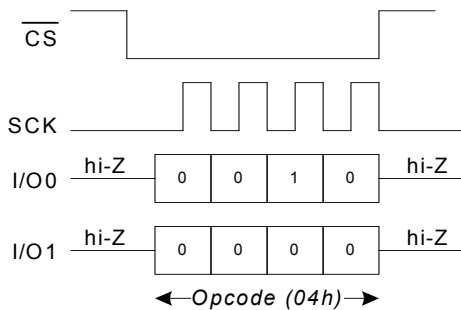 CS
SCK
I/O0 hi-Z 0 0 1 0 hi-Z
I/O1 hi-Z 0 0 0 0 hi-Z
Opcode (04h)